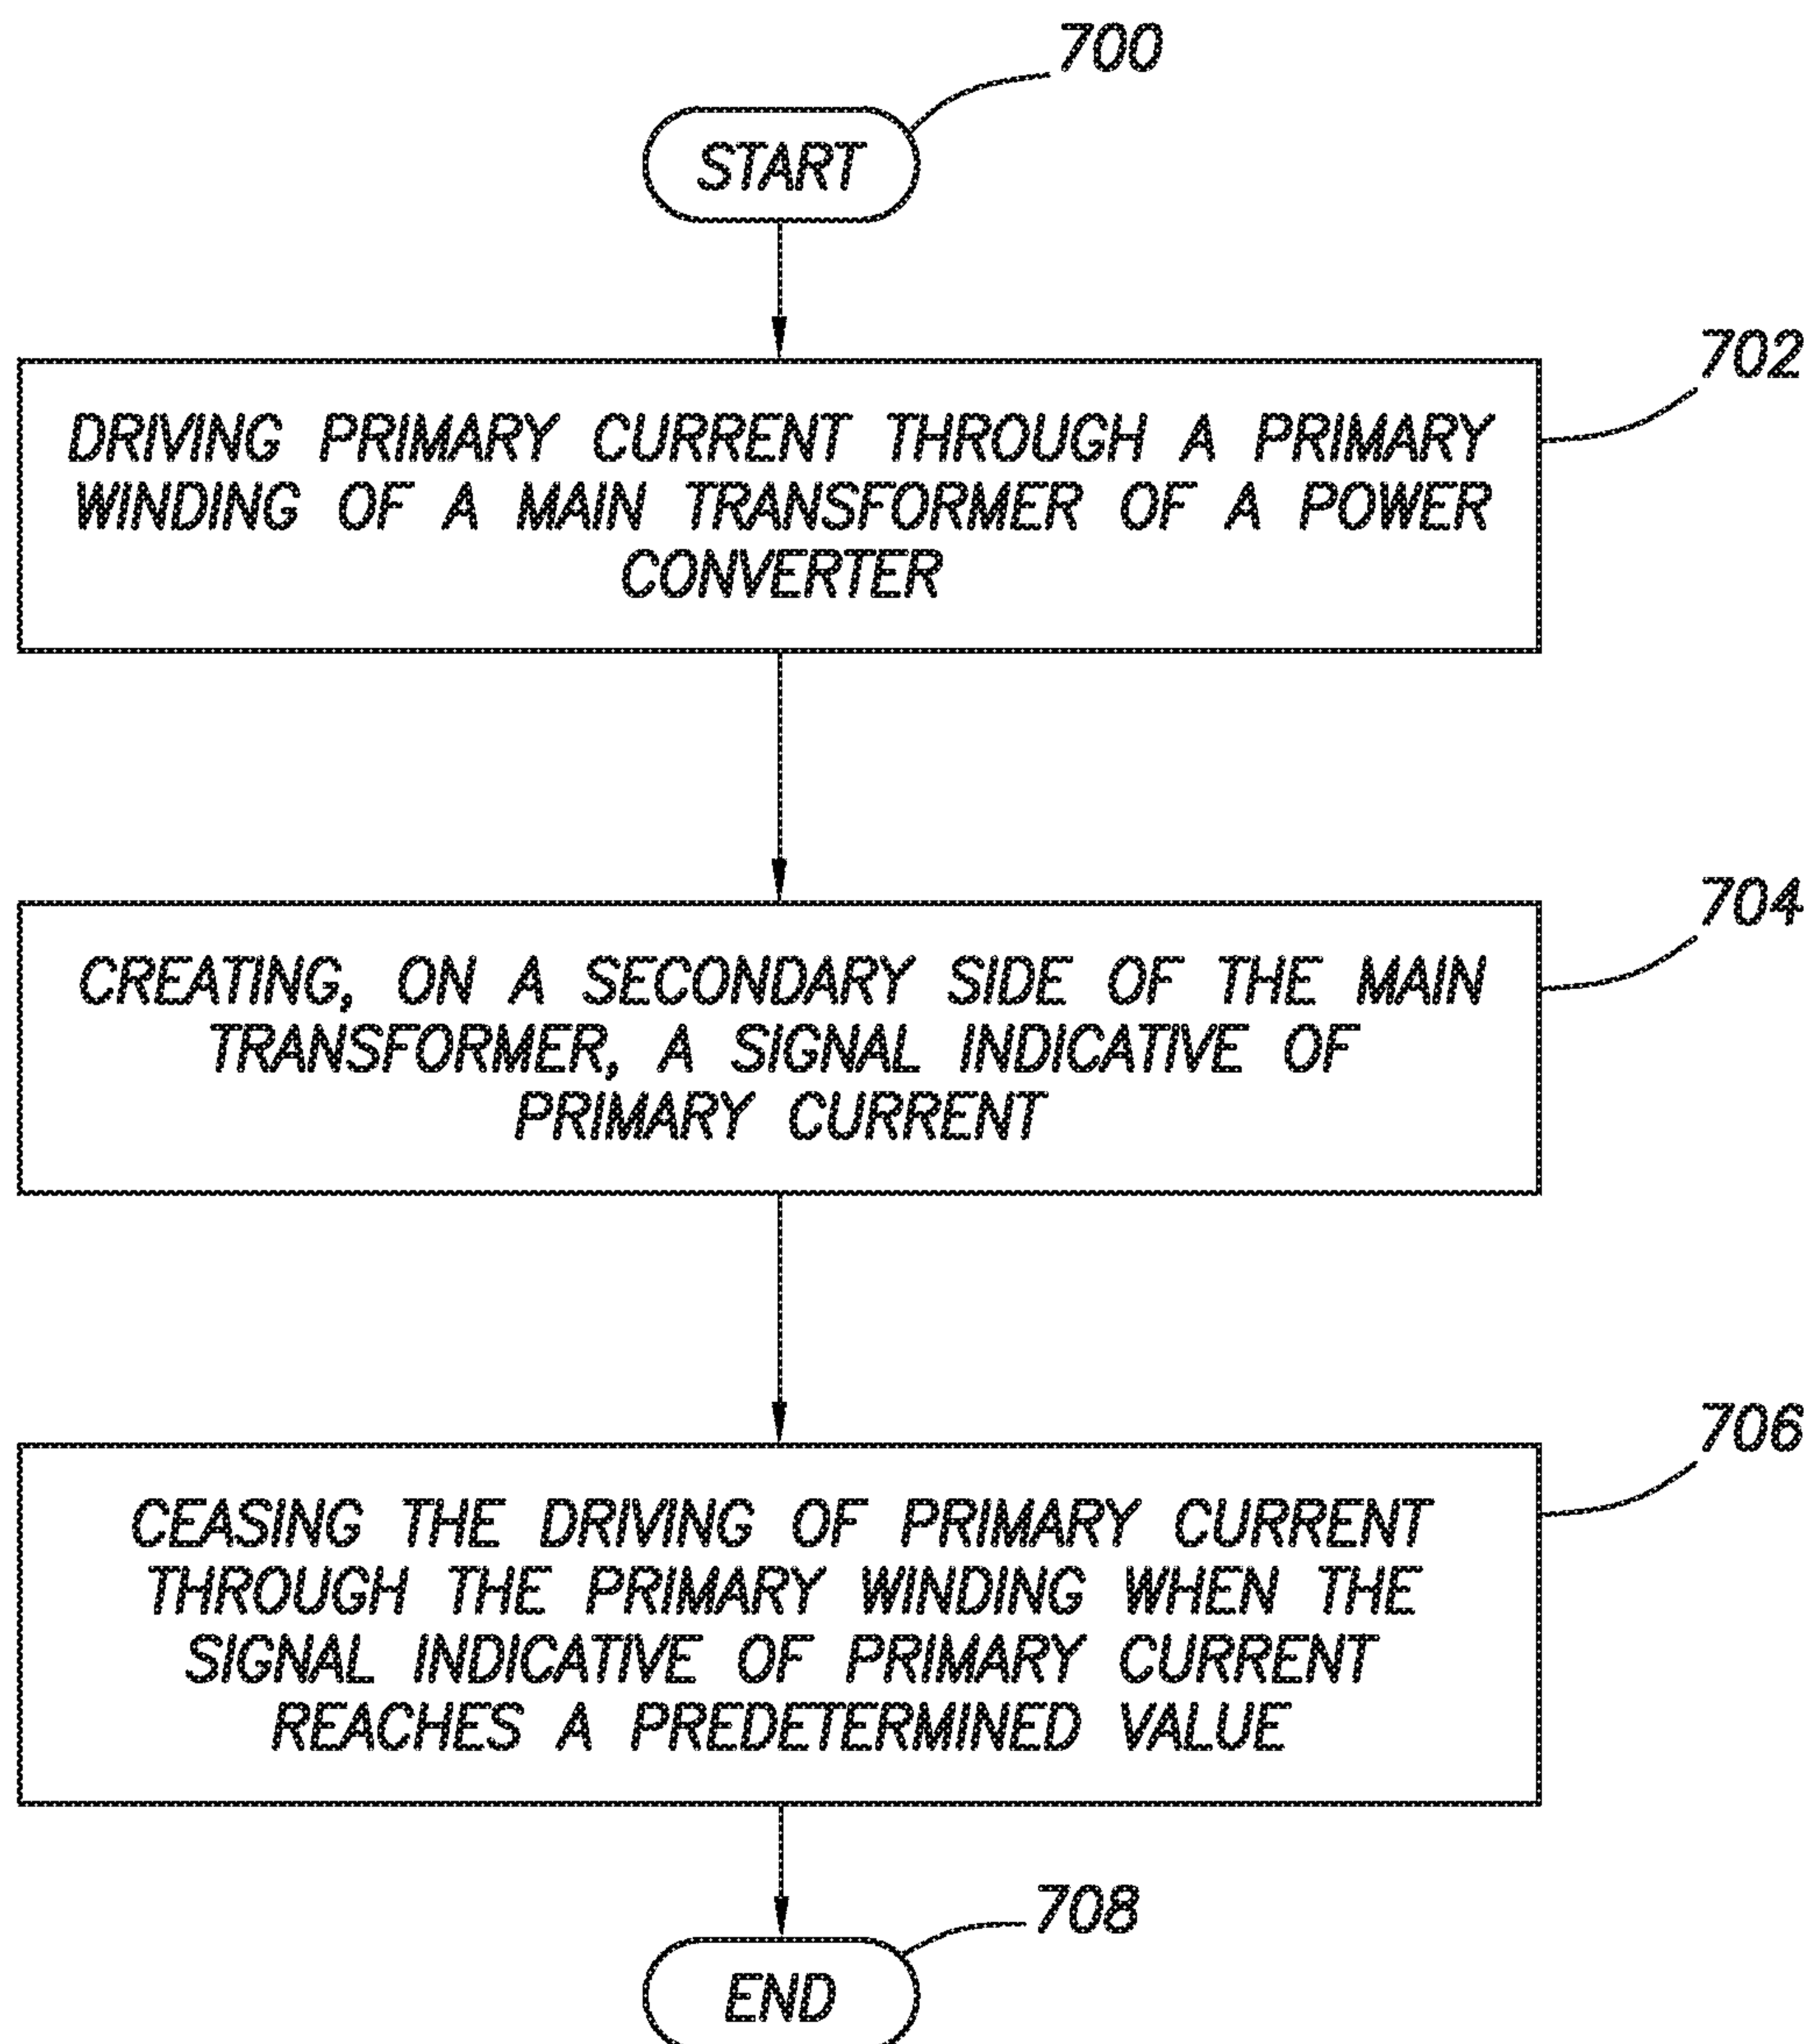 700
START
702
DRIVING PRIMARY CURRENT THROUGH A PRIMARY
WINDING OF A MAIN TRANSFORMER OF A POWER
CONVERTER
704
CREATING, ON A SECONDARY SIDE OF THE MAIN
TRANSFORMER, A SIGNAL INDICATIVE OF
PRIMARY CURRENT
706
CEASING THE DRIVING OF PRIMARY CURRENT
THROUGH THE PRIMARY WINDING WHEN THE
SIGNAL INDICATIVE OF PRIMARY CURRENT
REACHES A PREDETERMINED VALUE
708
END